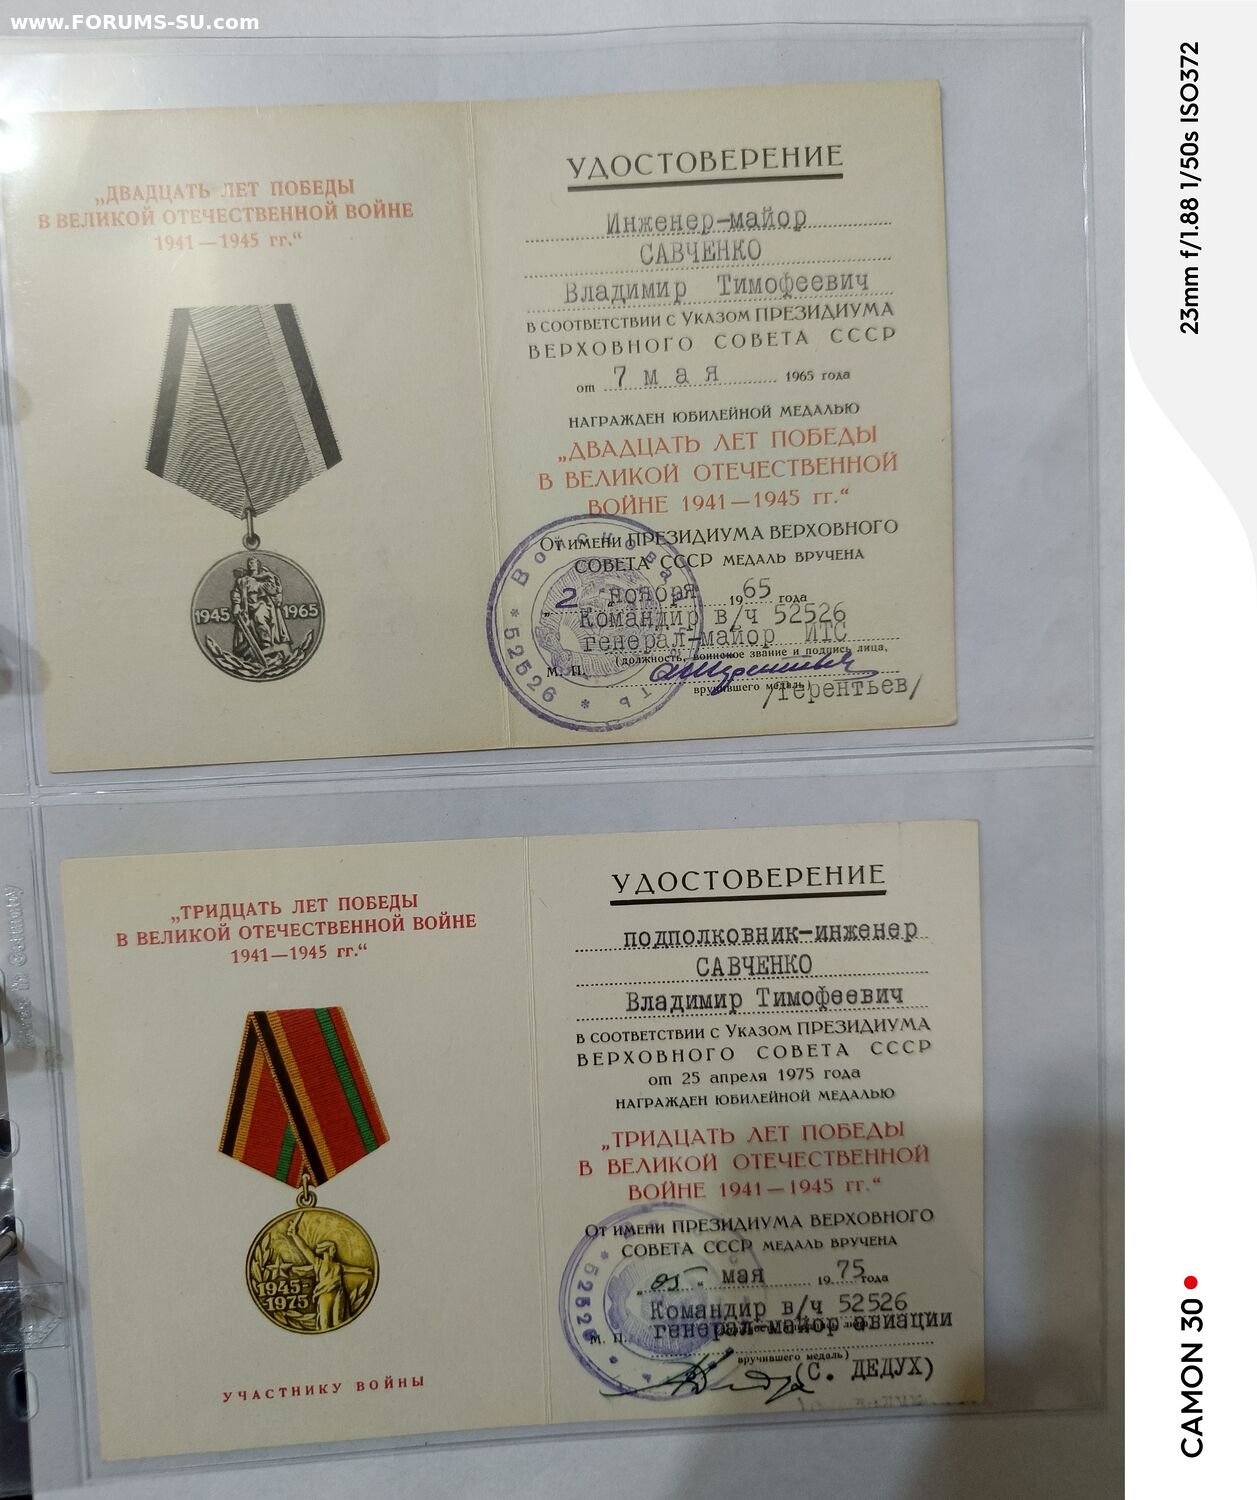 www.FORUMS-SU.com
„ДВАДЦАТЬ ЛЕТ ПОБЕДЫ
В ВЕЛИКОЙ ОТЕЧЕСТВЕННОЙ ВОЙНЕ
1941—1945 гг.“
1945 1965
УДОСТОВЕРЕНИЕ
Инженер-майор
САВЧЕНКО
Владимир Тимофеевич
В СООТВЕТСТВИИ С УКАЗОМ ПРЕЗИДИУМА
ВЕРХОВНОГО СОВЕТА СССР
от 7 мая 1965 года
НАГРАЖДЕН ЮБИЛЕЙНОЙ МЕДАЛЬЮ
„ДВАДЦАТЬ ЛЕТ ПОБЕДЫ
В ВЕЛИКОЙ ОТЕЧЕСТВЕННОЙ
ВОЙНЕ 1941—1945 гг.“
ОТ ИМЕНИ ПРЕЗИДИУМА ВЕРХОВНОГО
СОВЕТА СССР МЕДАЛЬ ВРУЧЕНА
„2 „ ноября 1965 года
Командир в/ч 52526
генерал-майор ИТС
(должность, воинское звание и подпись лица,
М. П.
вручившего медаль)
/Терентьев/
* 52526 *
„ТРИДЦАТЬ ЛЕТ ПОБЕДЫ
В ВЕЛИКОЙ ОТЕЧЕСТВЕННОЙ ВОЙНЕ
1941—1945 гг.“
1945-
-1975
УЧАСТНИКУ ВОЙНЫ
УДОСТОВЕРЕНИЕ
подполковник-инженер
САВЧЕНКО
Владимир Тимофеевич
В СООТВЕТСТВИИ С УКАЗОМ ПРЕЗИДИУМА
ВЕРХОВНОГО СОВЕТА СССР
от 25 апреля 1975 года
НАГРАЖДЕН ЮБИЛЕЙНОЙ МЕДАЛЬЮ
„ТРИДЦАТЬ ЛЕТ ПОБЕДЫ
В ВЕЛИКОЙ ОТЕЧЕСТВЕННОЙ
ВОЙНЕ 1941—1945 гг.“
ОТ ИМЕНИ ПРЕЗИДИУМА ВЕРХОВНОГО
СОВЕТА СССР МЕДАЛЬ ВРУЧЕНА
„05“ мая 1975 года
Командир в/ч 52526
генерал-майор авиации
М. П.
вручившего медаль)
(С. ДЕДУХ)
* 52526 *
23mm f/1.88 1/50s ISO372
CAMON 30